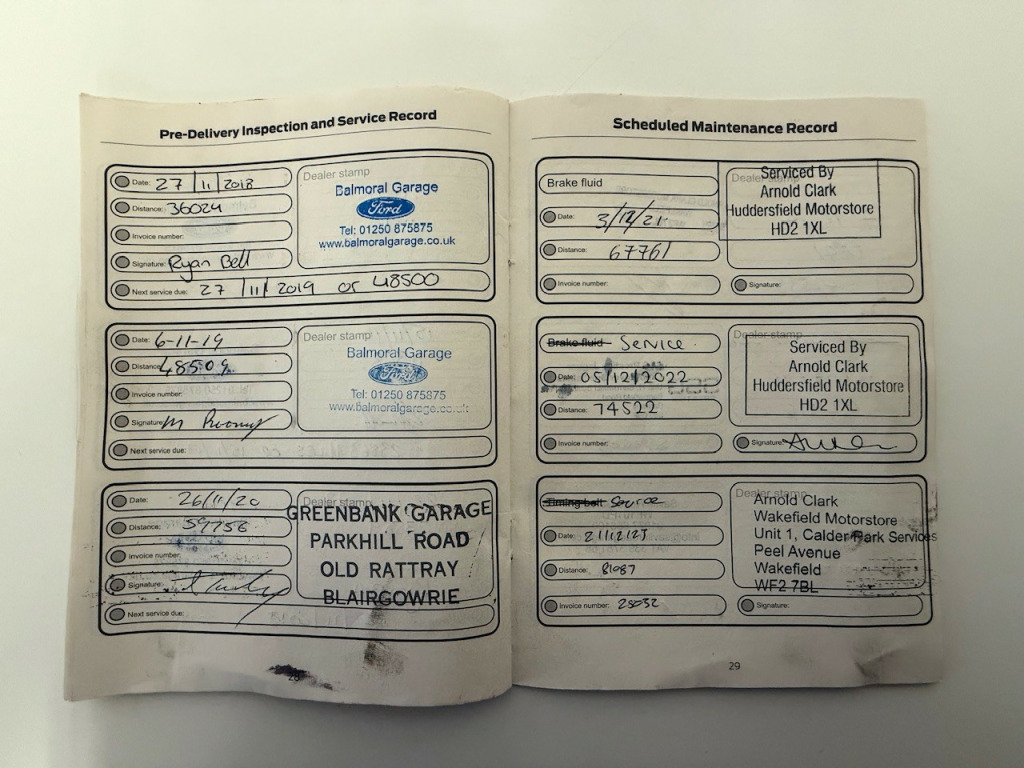 Pre-Delivery Inspection and Service Record
Date: 27/11/2018
Distance: 36024
Invoice number:
Signature: Ryan Bell
Next service due: 27/11/2019 or 48500
Dealer stamp
Balmoral Garage
Ford
Tel: 01250 875875
www.balmoralgarage.co.uk
Date: 6-11-19
Distance: 48509
Invoice number:
Signature: M
Next service due:
Dealer stamp
Balmoral Garage
Ford
Tel: 01250 875875
www.balmoralgarage.co.uk
Date: 26/11/20
Distance: 59756
Invoice number:
Signature:
Next service due:
Dealer stamp
GREENBANK GARAGE
PARKHILL ROAD
OLD RATTRAY
BLAIRGOWRIE
Scheduled Maintenance Record
Brake fluid
Date: 3/12/21
Distance: 67761
Invoice number:
Dealer stamp
Serviced By
Arnold Clark
Huddersfield Motorstore
HD2 1XL
Signature:
Brake fluid Service.
Date: 05/12/2022
Distance: 74522
Invoice number:
Dealer stamp
Serviced By
Arnold Clark
Huddersfield Motorstore
HD2 1XL
Signature:
Timing belt Service
Date:
Distance: 81087
Invoice number: 28032
Dealer stamp
Arnold Clark
Wakefield Motorstore
Unit 1, Calder Park Services
Peel Avenue
Wakefield
WF2 7BL
Signature:
29